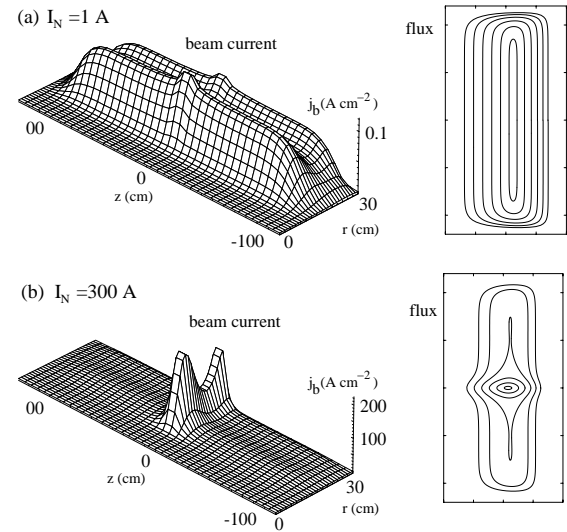 (a) I_N =1 A
beam current
flux
j_b(A cm^-2)
0.1
00
0
z (cm)
-100
0
r (cm)
30
(b) I_N =300 A
beam current
flux
j_b(A cm^-2)
200
100
00
0
z (cm)
-100
0
r (cm)
30